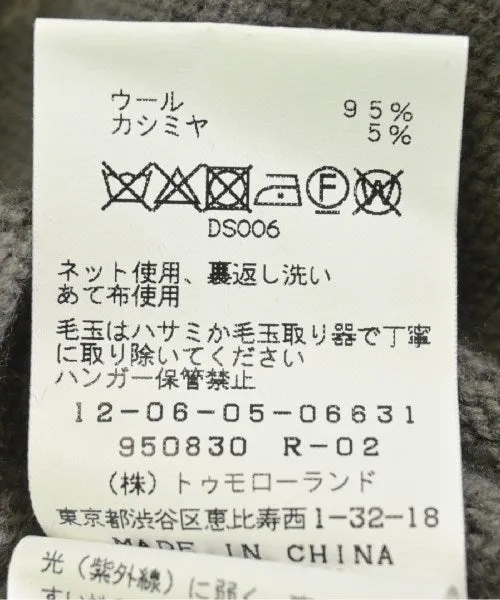 ウール 95%
カシミヤ 5%
F W
DS006
ネット使用、裏返し洗い
あて布使用
毛玉はハサミか毛玉取り器で丁寧
に取り除いてください
ハンガー保管禁止
12-06-05-06631
950830 R-02
(株)トゥモローランド
東京都渋谷区恵比寿西1-32-18
MADE IN CHINA
光(紫外線)に弱く